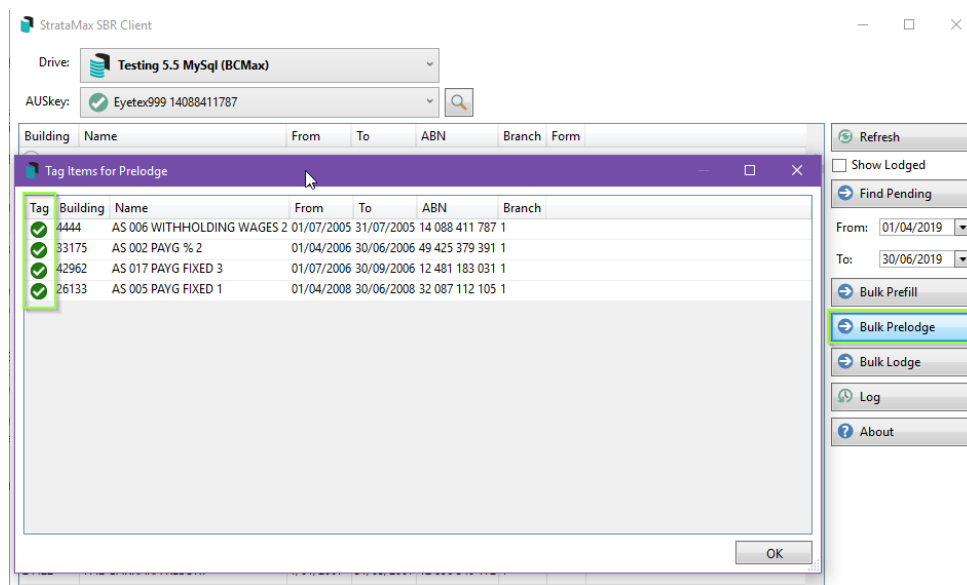 StrataMax SBR Client
Drive: Testing 5.5 MySql (BCMax)
AUSkey: Eyetex999 14088411787
Building Name From To ABN Branch Form
Refresh
Show Lodged
Find Pending
From: 01/04/2019
To: 30/06/2019
Bulk Prefill
Bulk Prelodge
Bulk Lodge
Log
About
Tag Items for Prelodge
Tag Building Name From To ABN Branch
4444 AS 006 WITHHOLDING WAGES 2 01/07/2005 31/07/2005 14 088 411 787 1
33175 AS 002 PAYG % 2 01/04/2006 30/06/2006 49 425 379 391 1
42962 AS 017 PAYG FIXED 3 01/07/2006 30/09/2006 12 481 183 031 1
26133 AS 005 PAYG FIXED 1 01/04/2008 30/06/2008 32 087 112 105 1
OK